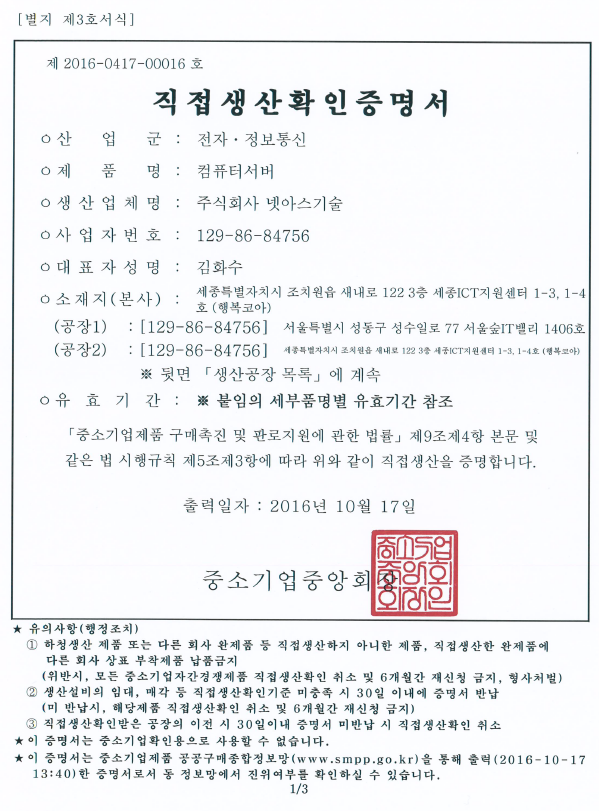 [별지 제3호서식]
제 2016-0417-00016 호
직접생산확인증명서
ㅇ산 업 군 : 전자·정보통신
ㅇ제 품 명 : 컴퓨터서버
ㅇ생산업체명 : 주식회사 넷아스기술
ㅇ사업자번호 : 129-86-84756
ㅇ대표자성명 : 김화수
ㅇ소재지(본사) : 세종특별자치시 조치원읍 새내로 122 3층 세종ICT지원센터 1-3, 1-4
호 (행복코아)
(공장1) : [129-86-84756] 서울특별시 성동구 성수일로 77 서울숲IT밸리 1406호
(공장2) : [129-86-84756] 세종특별자치시 조치원읍 새내로 122 3층 세종ICT지원센터 1-3, 1-4호 (행복코아)
※ 뒷면 「생산공장 목록」에 계속
ㅇ유 효 기 간 : ※ 붙임의 세부품명별 유효기간 참조
「중소기업제품 구매촉진 및 판로지원에 관한 법률」제9조제4항 본문 및
같은 법 시행규칙 제5조제3항에 따라 위와 같이 직접생산을 증명합니다.
출력일자 : 2016년 10월 17일
중소기업중앙회장
중소기업
중앙회
회장인
★ 유의사항(행정조치)
① 하청생산 제품 또는 다른 회사 완제품 등 직접생산하지 아니한 제품, 직접생산한 완제품에
다른 회사 상표 부착제품 납품금지
(위반시, 모든 중소기업자간경쟁제품 직접생산확인 취소 및 6개월간 재신청 금지, 형사처벌)
② 생산설비의 임대, 매각 등 직접생산확인기준 미충족 시 30일 이내에 증명서 반납
(미 반납시, 해당제품 직접생산확인 취소 및 6개월간 재신청 금지)
③ 직접생산확인받은 공장의 이전 시 30일이내 증명서 미반납 시 직접생산확인 취소
★이 증명서는 중소기업확인용으로 사용할 수 없습니다.
★이 증명서는 중소기업제품 공공구매종합정보망(www.smpp.go.kr)을 통해 출력(2016-10-17
13:40)한 증명서로서 동 정보망에서 진위여부를 확인하실 수 있습니다.
1/3